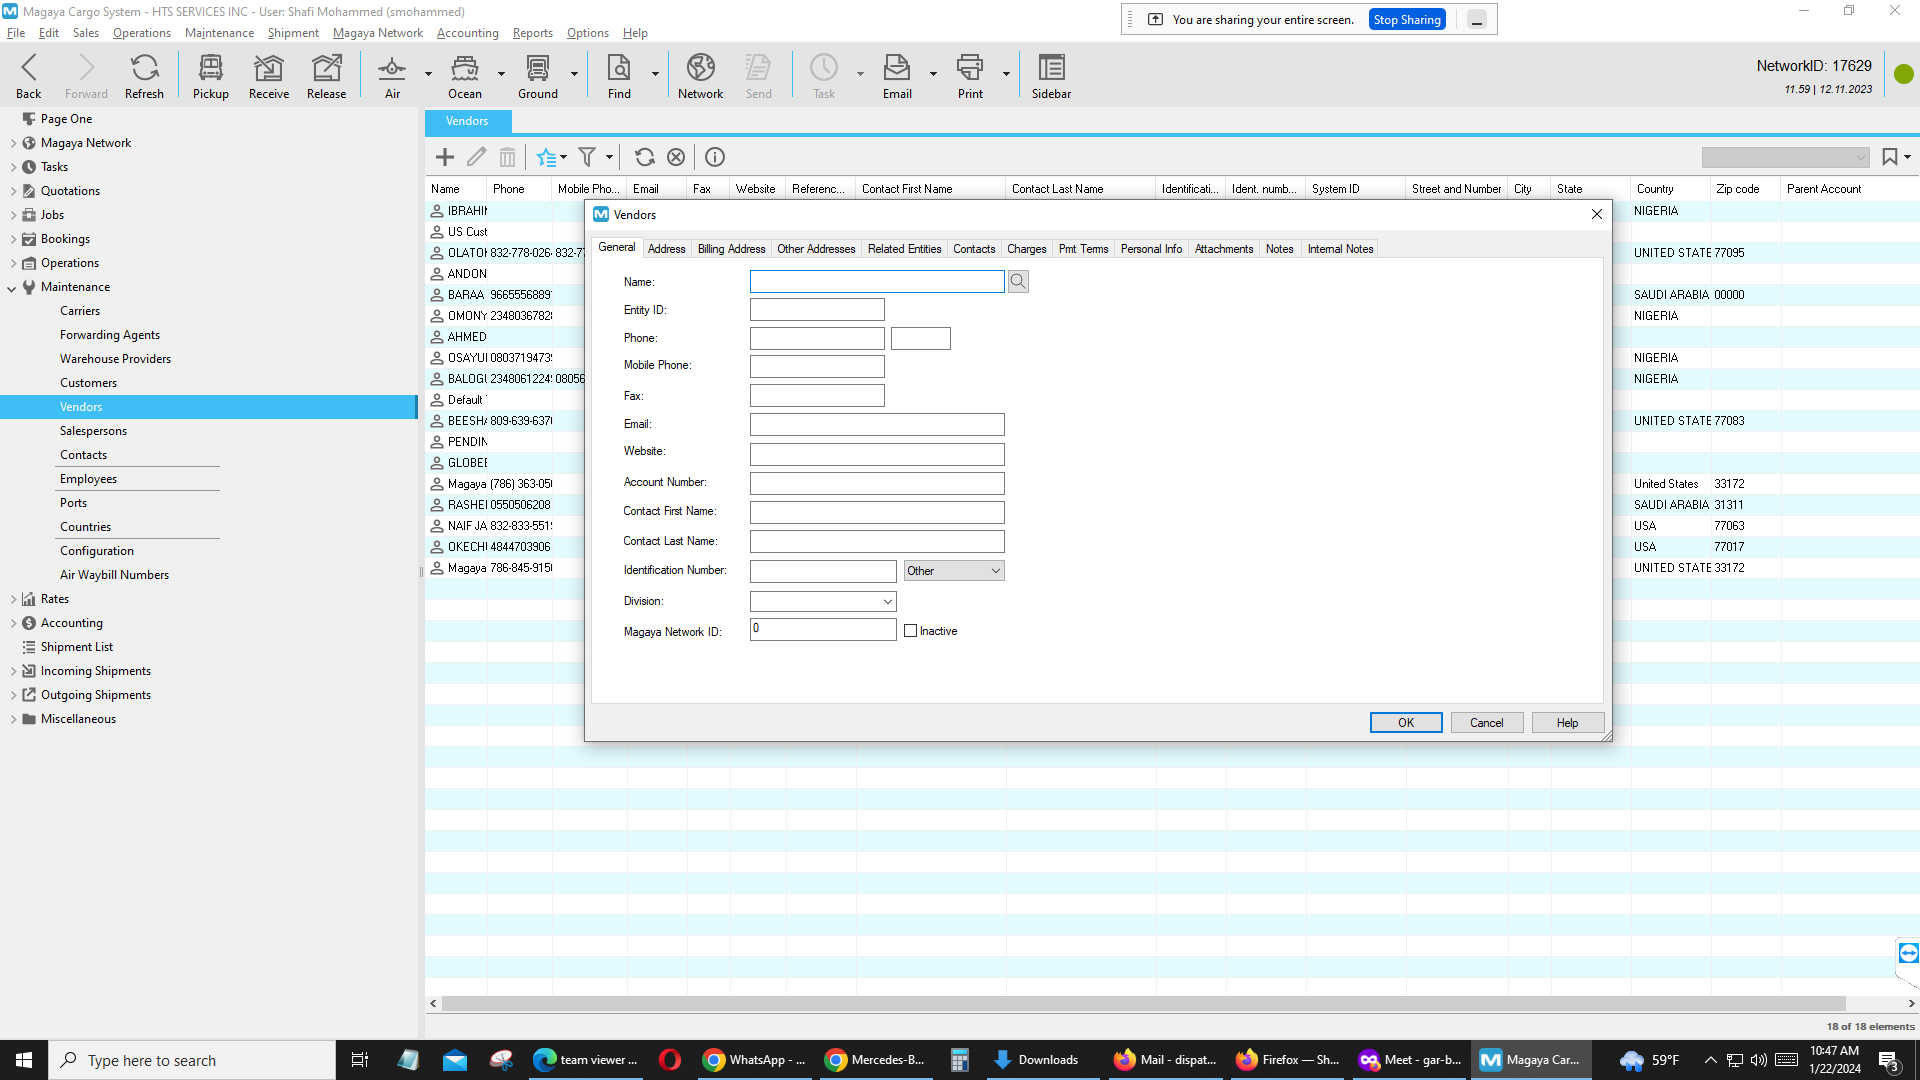 Magaya Cargo System - HTS SERVICES INC - User: Shafi Mohammed (smohammed)
You are sharing your entire screen. Stop Sharing
File Edit Sales Operations Maintenance Shipment Magaya Network Accounting Reports Options Help
Back Forward Refresh Pickup Receive Release Air Ocean Ground Find Network Send Task Email Print Sidebar
NetworkID: 17629
11.59 | 12.11.2023
Page One
Magaya Network
Tasks
Quotations
Jobs
Bookings
Operations
Maintenance
Carriers
Forwarding Agents
Warehouse Providers
Customers
Vendors
Salespersons
Contacts
Employees
Ports
Countries
Configuration
Air Waybill Numbers
Rates
Accounting
Shipment List
Incoming Shipments
Outgoing Shipments
Miscellaneous
Vendors
Name Phone Mobile Pho... Email Fax Website Referenc... Contact First Name Contact Last Name Identificati... Ident. numb... System ID Street and Number City State Country Zip code Parent Account
IBRAHI NIGERIA
US Cust
OLATO 832-778-026 832-77 UNITED STATE 77095
ANDON
BARAA 9665556889 SAUDI ARABIA 00000
OMONY 2348036782 NIGERIA
AHMED
OSAYU 0803719473 NIGERIA
BALOG 2348061224 08056 NIGERIA
Default
BEESH 809-639-637 UNITED STATE 77083
PENDIN
GLOBE
Magaya (786) 363-05 United States 33172
RASHE 0550506208 SAUDI ARABIA 31311
NAIF JA 832-833-551 USA 77063
OKECH 4844703906 USA 77017
Magaya 786-845-915 UNITED STATE 33172
Vendors
General Address Billing Address Other Addresses Related Entities Contacts Charges Pmt Terms Personal Info Attachments Notes Internal Notes
Name:
Entity ID:
Phone:
Mobile Phone:
Fax:
Email:
Website:
Account Number:
Contact First Name:
Contact Last Name:
Identification Number: Other
Division:
Magaya Network ID: 0 Inactive
OK Cancel Help
18 of 18 elements
Type here to search
team viewer ... WhatsApp - ... Mercedes-B... Downloads Mail - dispat... Firefox — Sh... Meet - gar-b... Magaya Car...
59°F
10:47 AM
1/22/2024
3